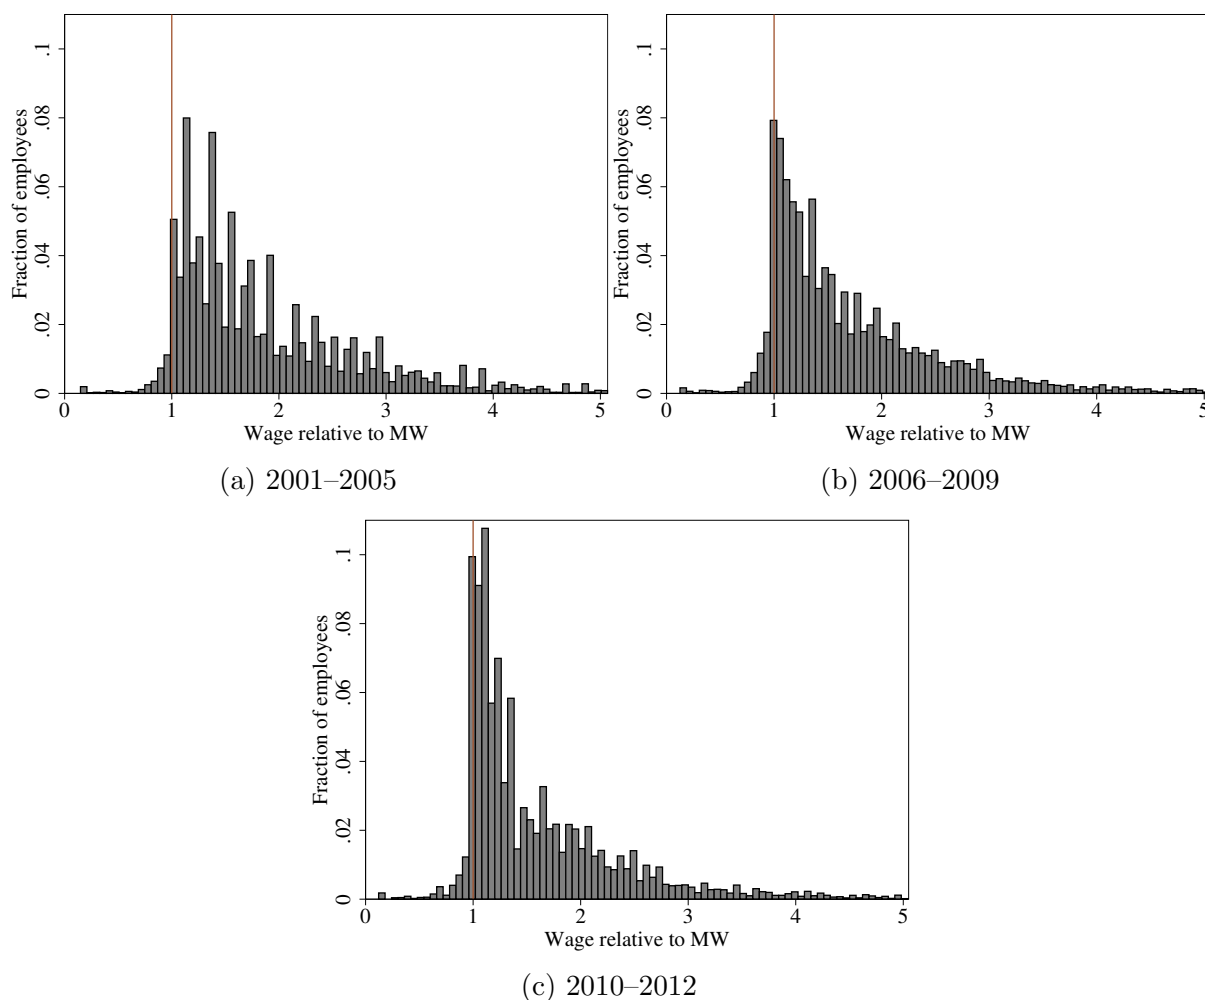 Fraction of employees
0 .02 .04 .06 .08 .1
0 1 2 3 4 5
Wage relative to MW
(a) 2001–2005
Fraction of employees
0 .02 .04 .06 .08 .1
0 1 2 3 4 5
Wage relative to MW
(b) 2006–2009
Fraction of employees
0 .02 .04 .06 .08 .1
0 1 2 3 4 5
Wage relative to MW
(c) 2010–2012